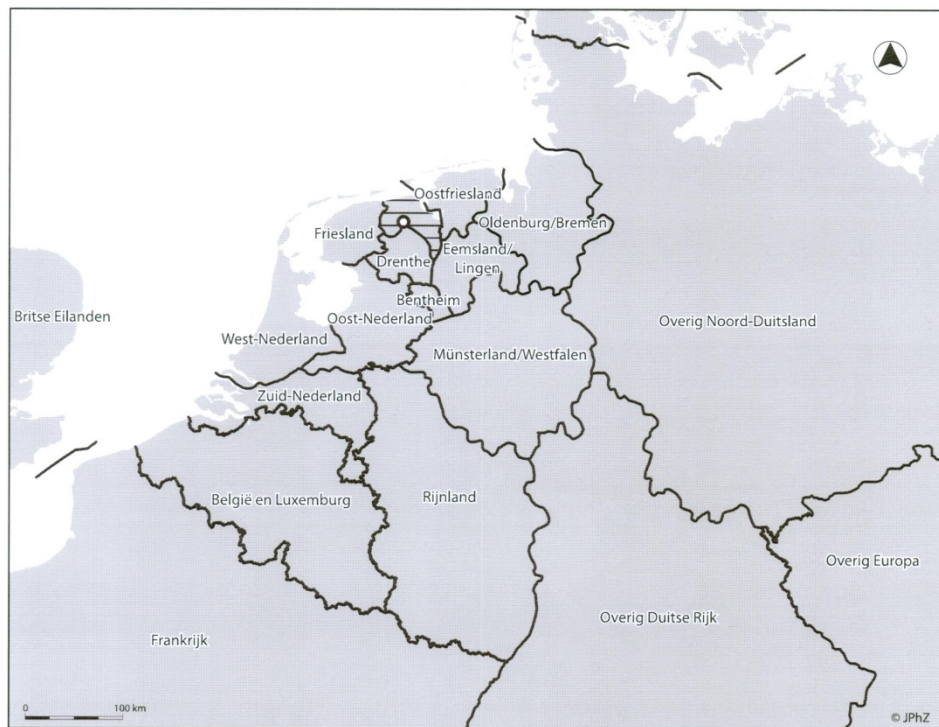 Oostfriesland
Oldenburg/Bremen
Friesland
Eemsland/
Lingen
Drenthe
Bentheim
Britse Eilanden
Oost-Nederland
Overig Noord-Duitsland
West-Nederland
Münsterland/Westfalen
Zuid-Nederland
België en Luxemburg
Rijnland
Overig Europa
Overig Duitse Rijk
Frankrijk
0 100 km
© JPhZ